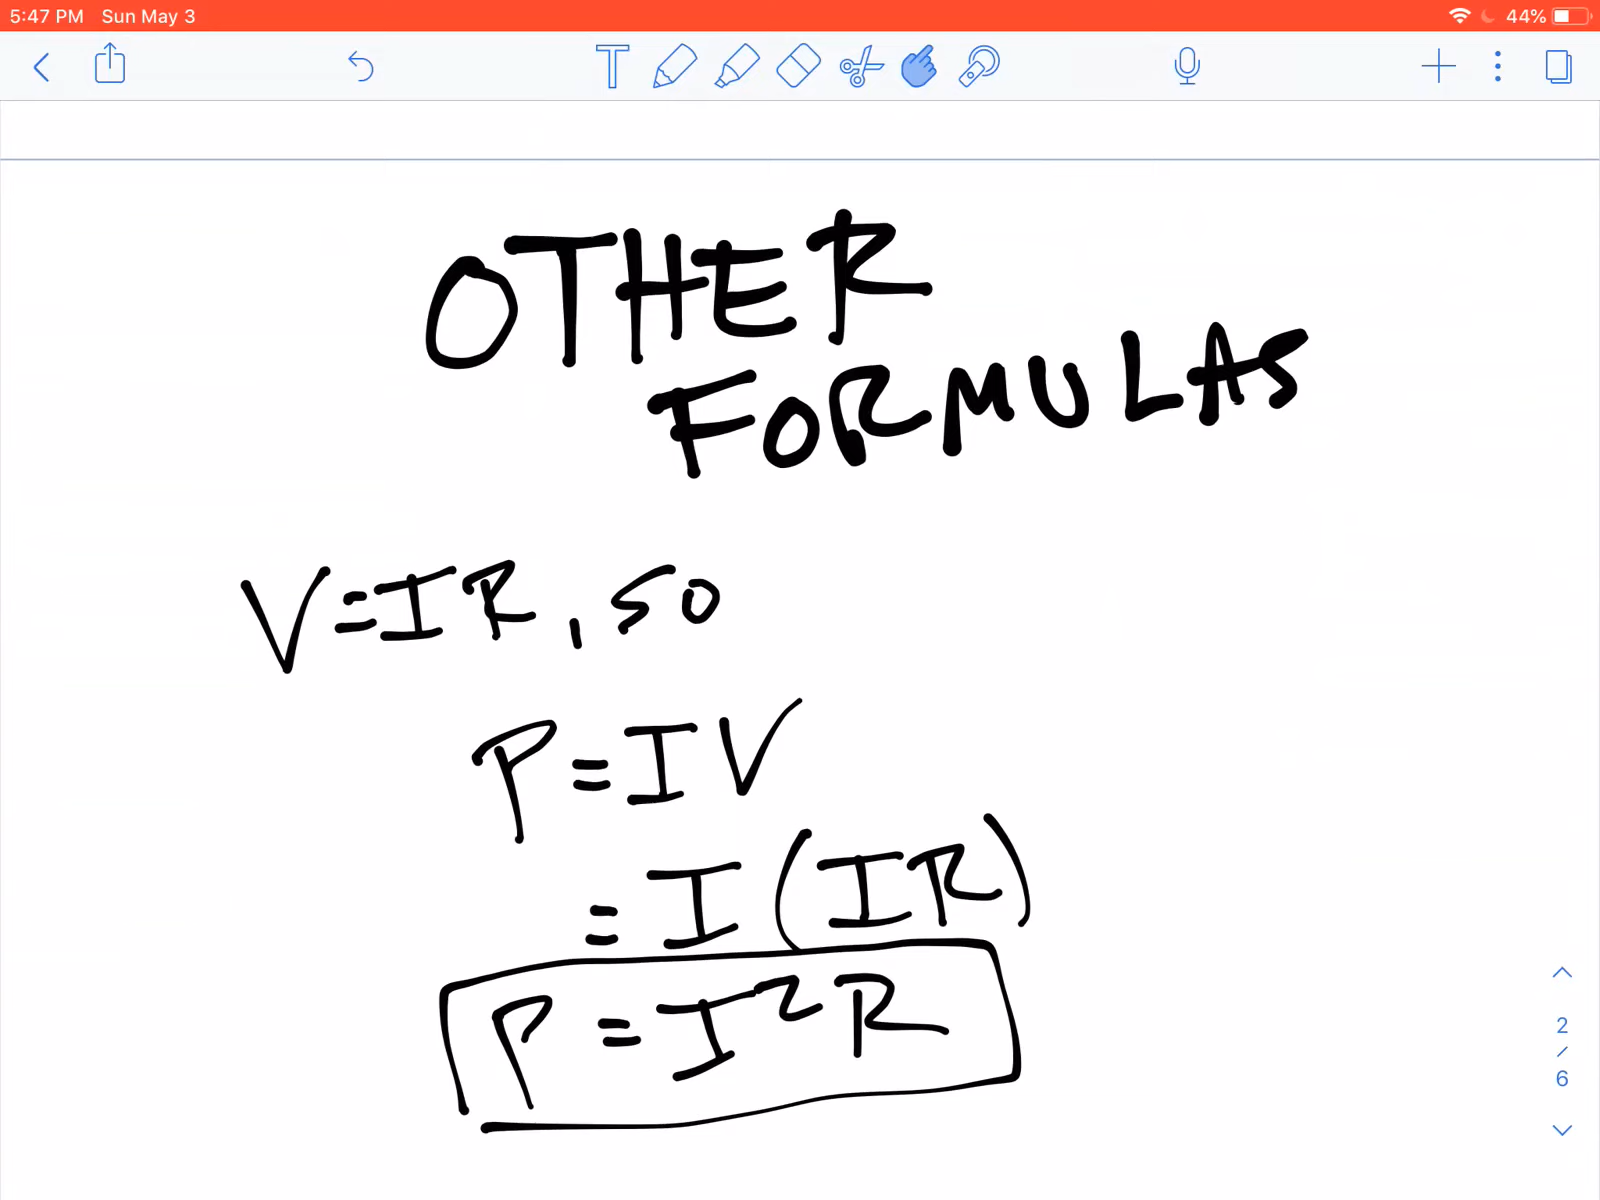 5:47 PM Sun May 3 44%
T
OTHER
FORMULAS
V=IR, so
P=IV
=I(IR)
P=I²R
2
/
6